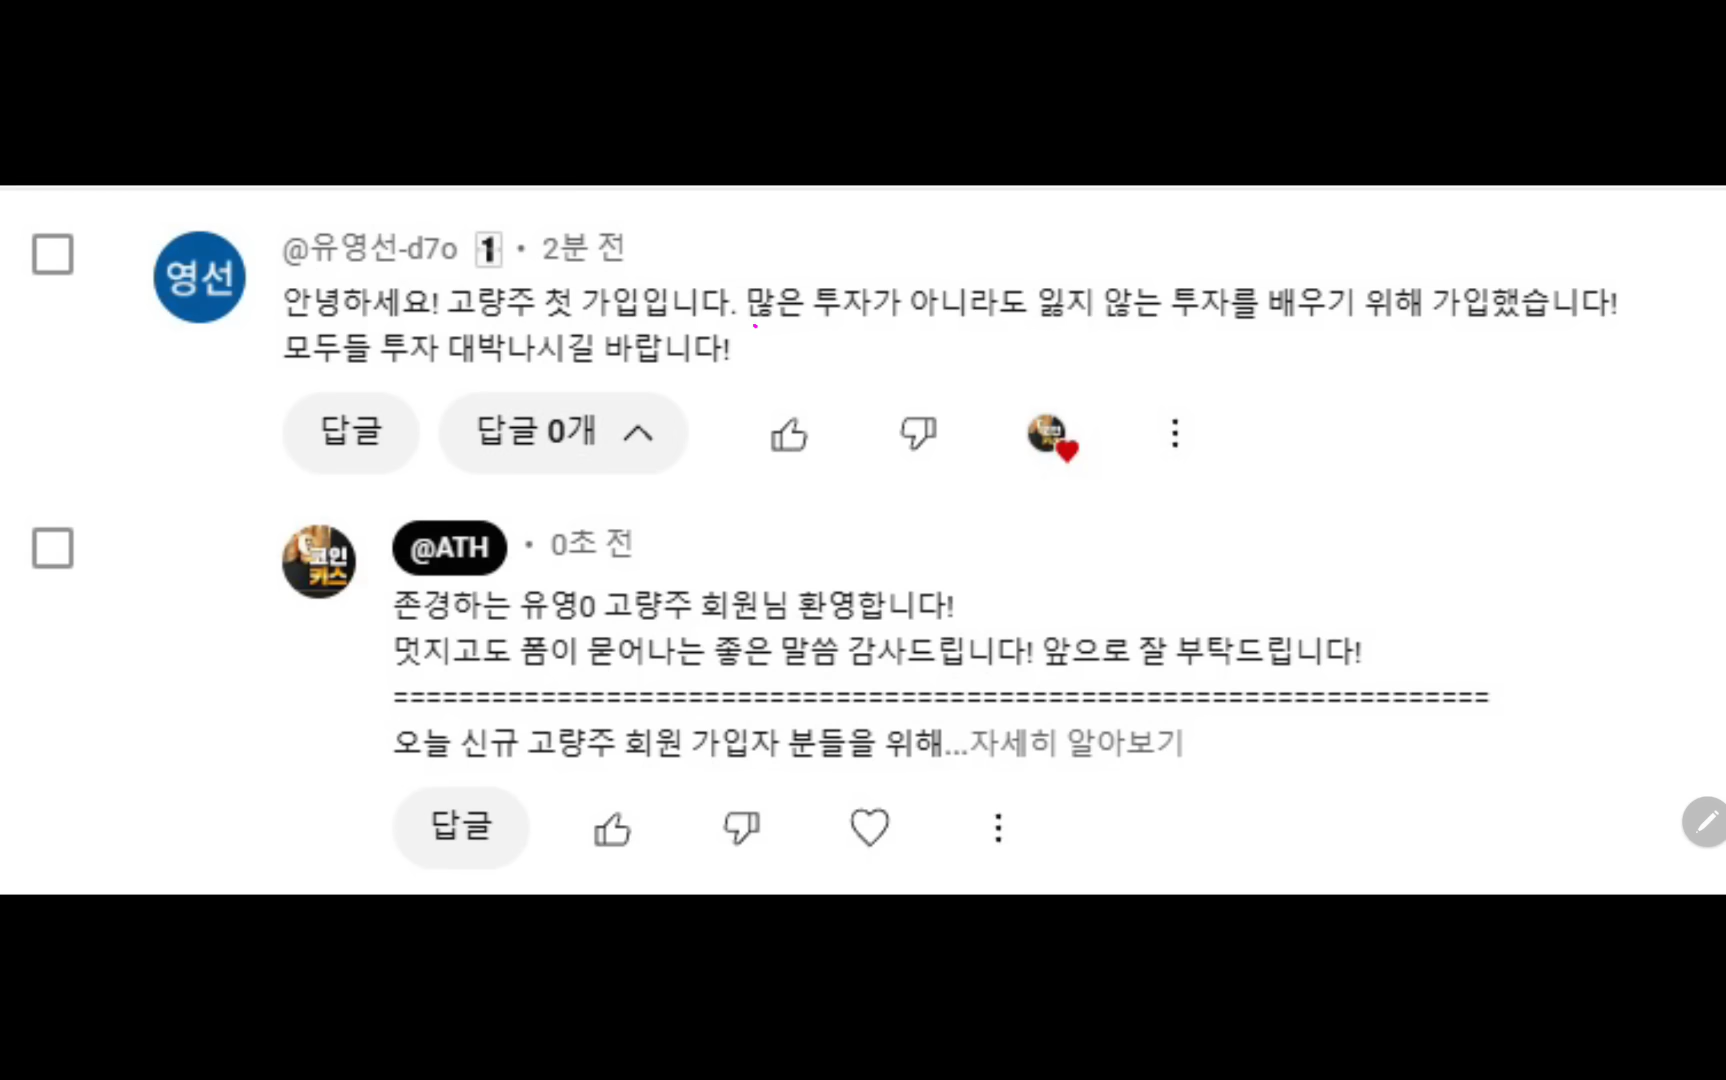 @유영선-d7o 1 · 2분 전
영선
안녕하세요! 고량주 첫 가입입니다. 많은 투자가 아니라도 잃지 않는 투자를 배우기 위해 가입했습니다!
모두들 투자 대박나시길 바랍니다!
답글 답글 0개
@ATH · 0초 전
코인
키스
존경하는 유영0 고량주 회원님 환영합니다!
멋지고도 폼이 묻어나는 좋은 말씀 감사드립니다! 앞으로 잘 부탁드립니다!
===================================================================
오늘 신규 고량주 회원 가입자 분들을 위해...자세히 알아보기
답글